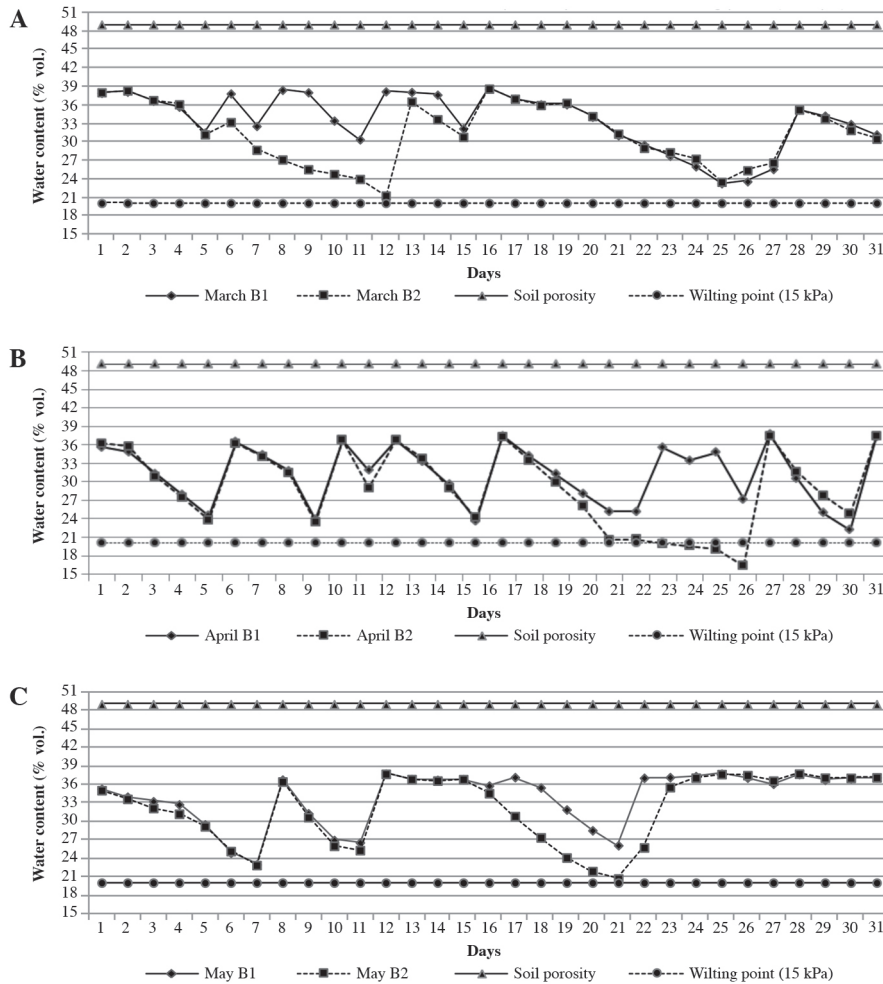 A
Water content (% vol.)
51
48
45
42
39
36
33
30
27
24
21
18
15
1 2 3 4 5 6 7 8 9 10 11 12 13 14 15 16 17 18 19 20 21 22 23 24 25 26 27 28 29 30 31
Days
March B1 March B2 Soil porosity Wilting point (15 kPa)
B
Water content (% vol.)
51
48
45
42
39
36
33
30
27
24
21
18
15
1 2 3 4 5 6 7 8 9 10 11 12 13 14 15 16 17 18 19 20 21 22 23 24 25 26 27 28 29 30 31
Days
April B1 April B2 Soil porosity Wilting point (15 kPa)
C
Water content (% vol.)
51
48
45
42
39
36
33
30
27
24
21
18
15
1 2 3 4 5 6 7 8 9 10 11 12 13 14 15 16 17 18 19 20 21 22 23 24 25 26 27 28 29 30 31
Days
May B1 May B2 Soil porosity Wilting point (15 kPa)